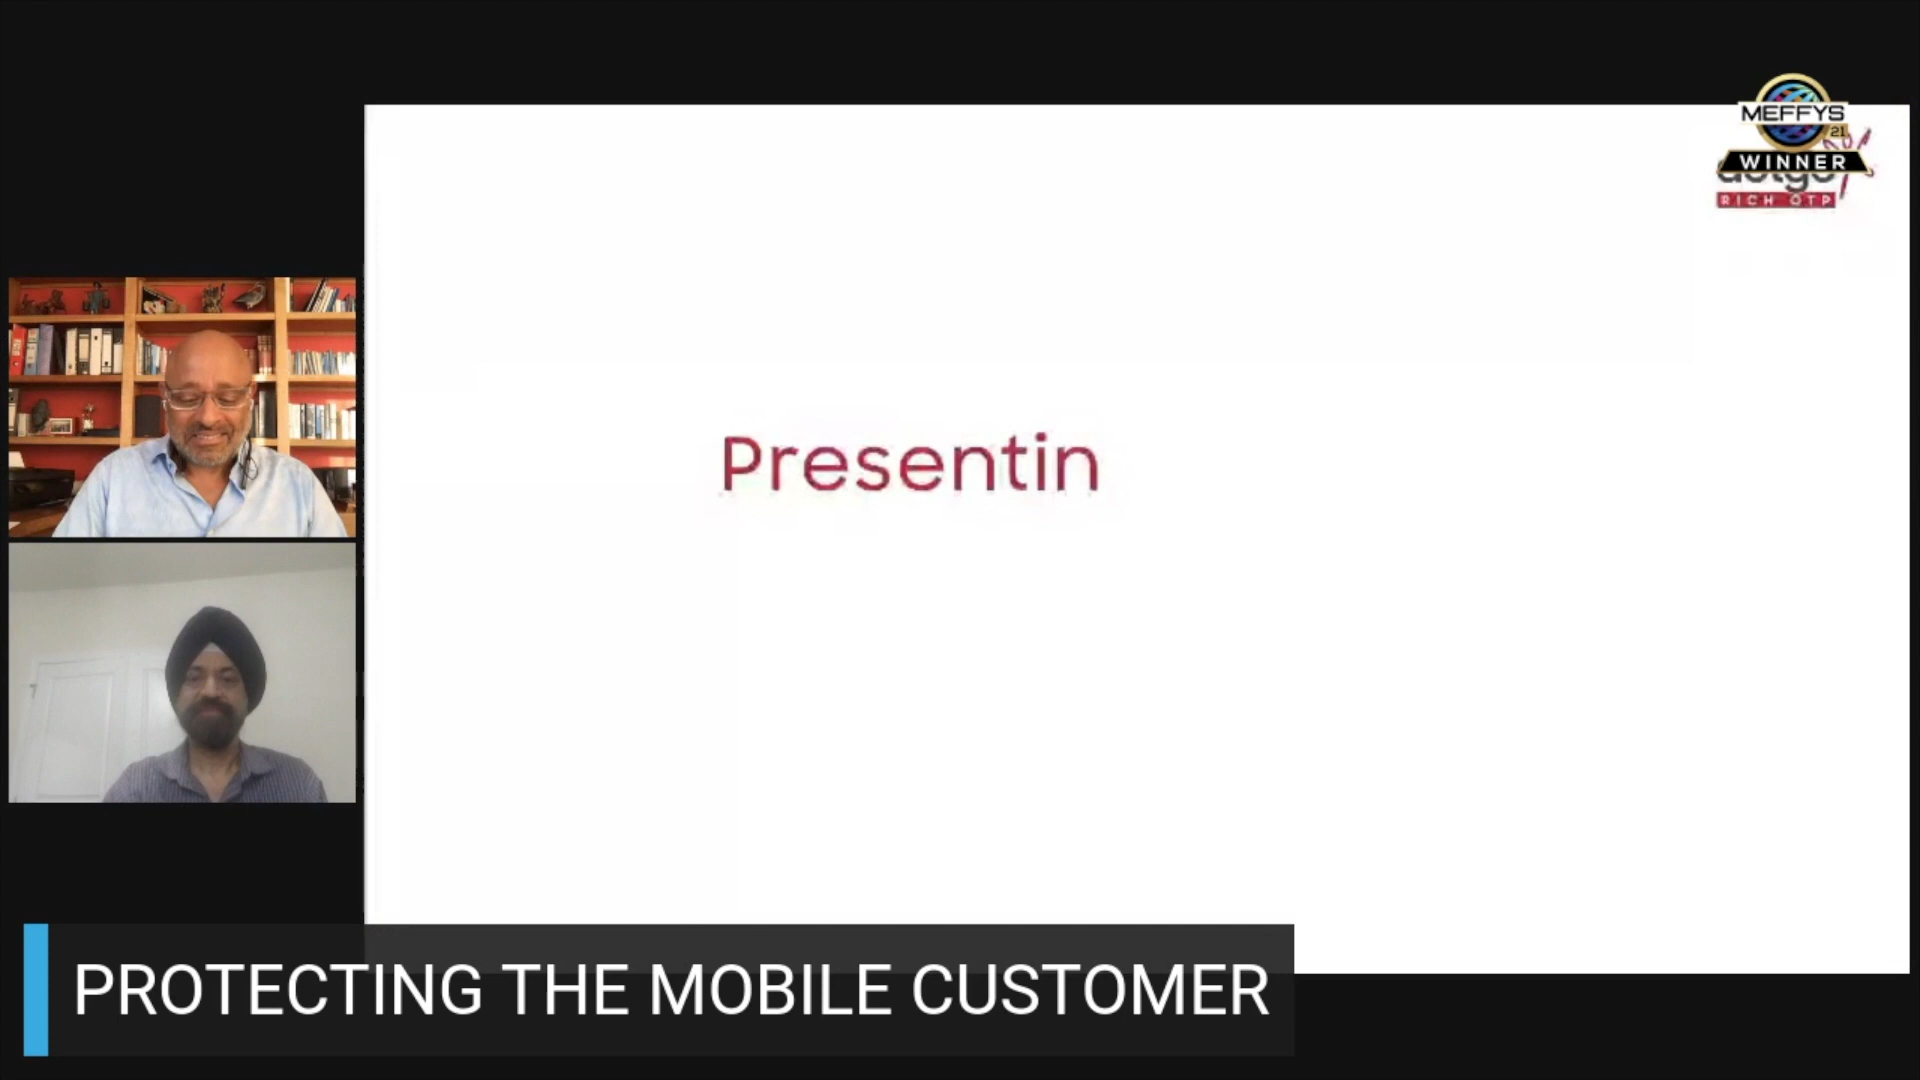 MEFFYS
21
WINNER
RICH OTP
Presentin
PROTECTING THE MOBILE CUSTOMER